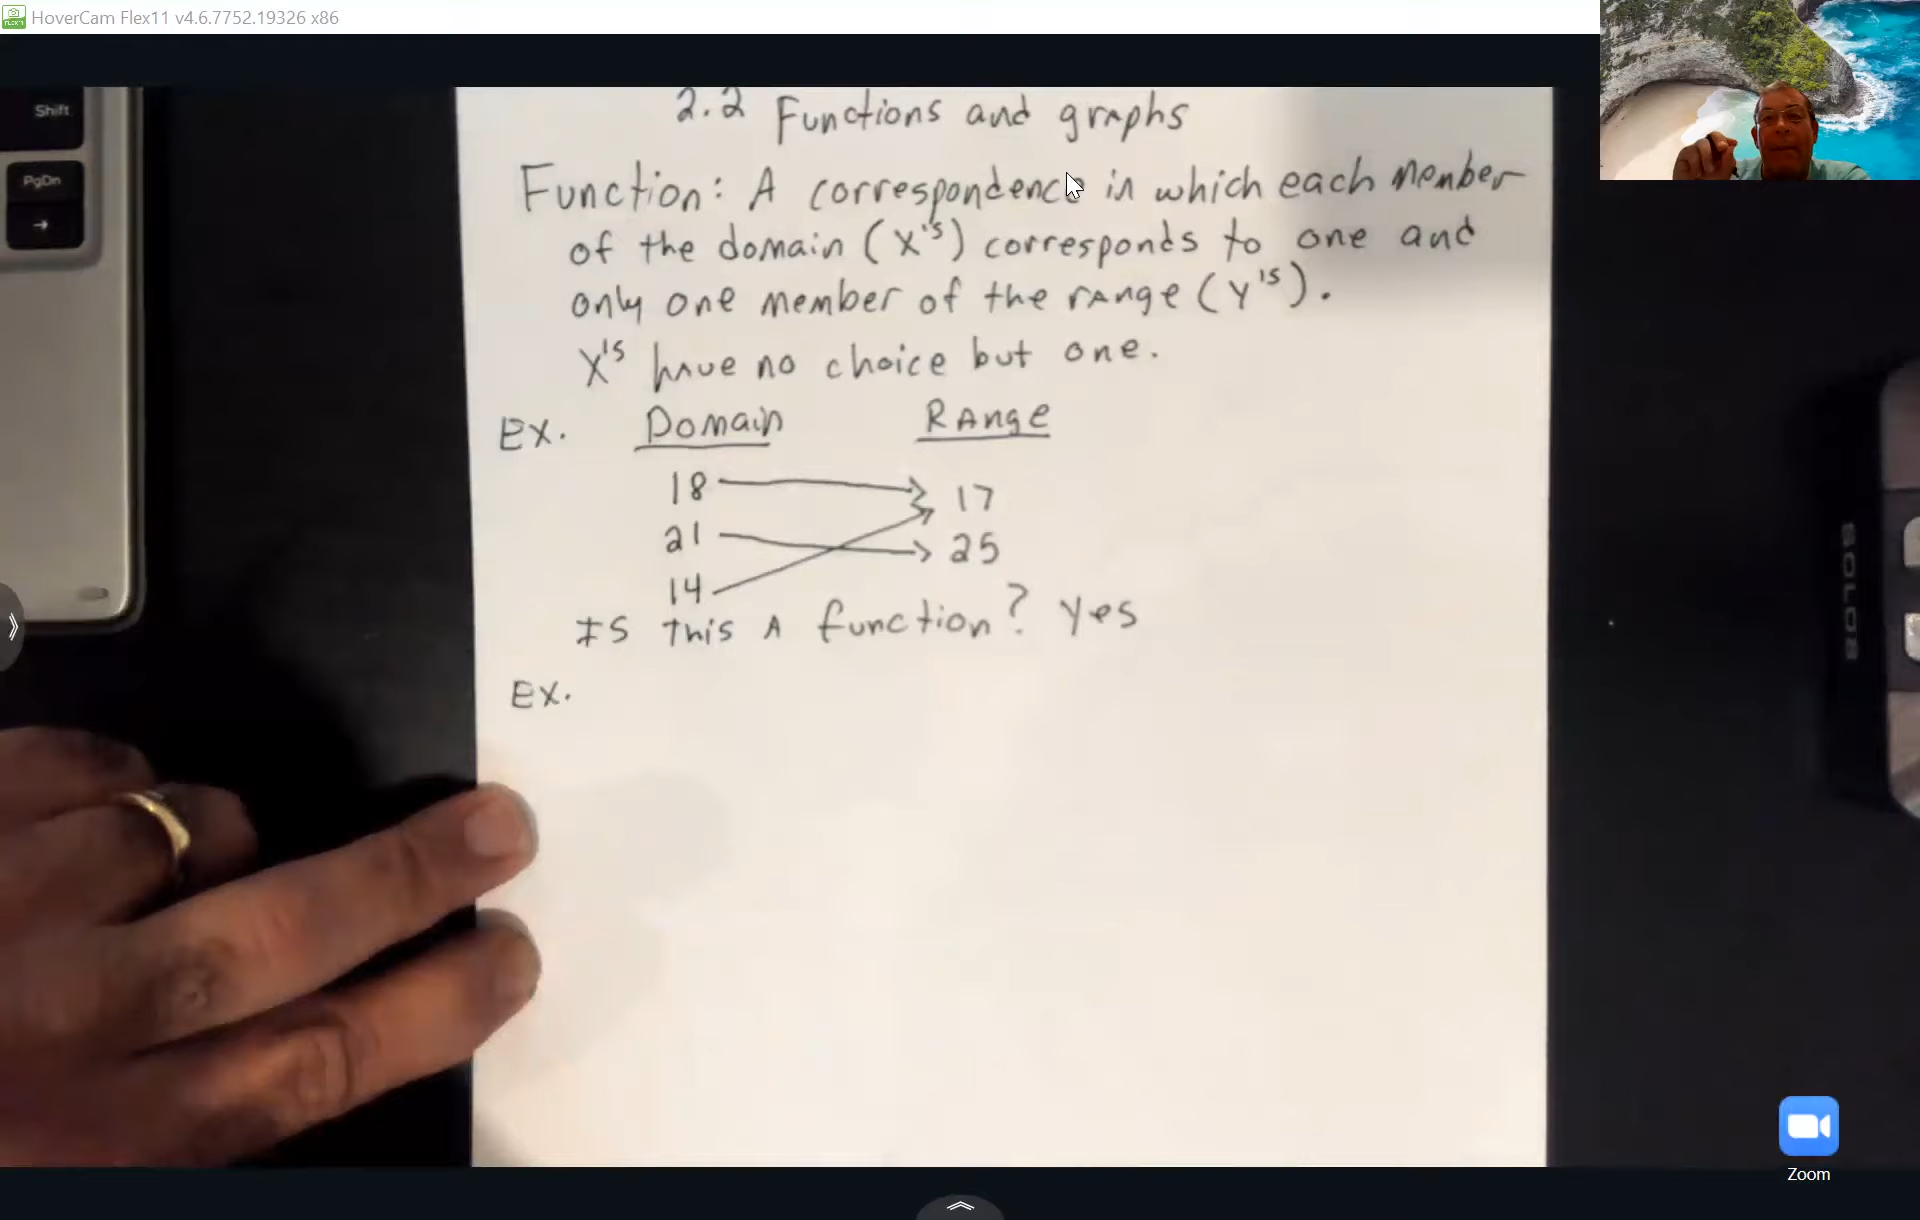 HoverCam Flex11 v4.6.7752.19326 x86
Shift
PgDn
2.2 Functions and graphs
Function: A correspondence in which each member
of the domain (X's) corresponds to one and
only one member of the range (Y's).
X's have no choice but one.
Ex. Domain Range
18 17
21 25
14
Is this A function? Yes
Ex.
SOLO8
Zoom